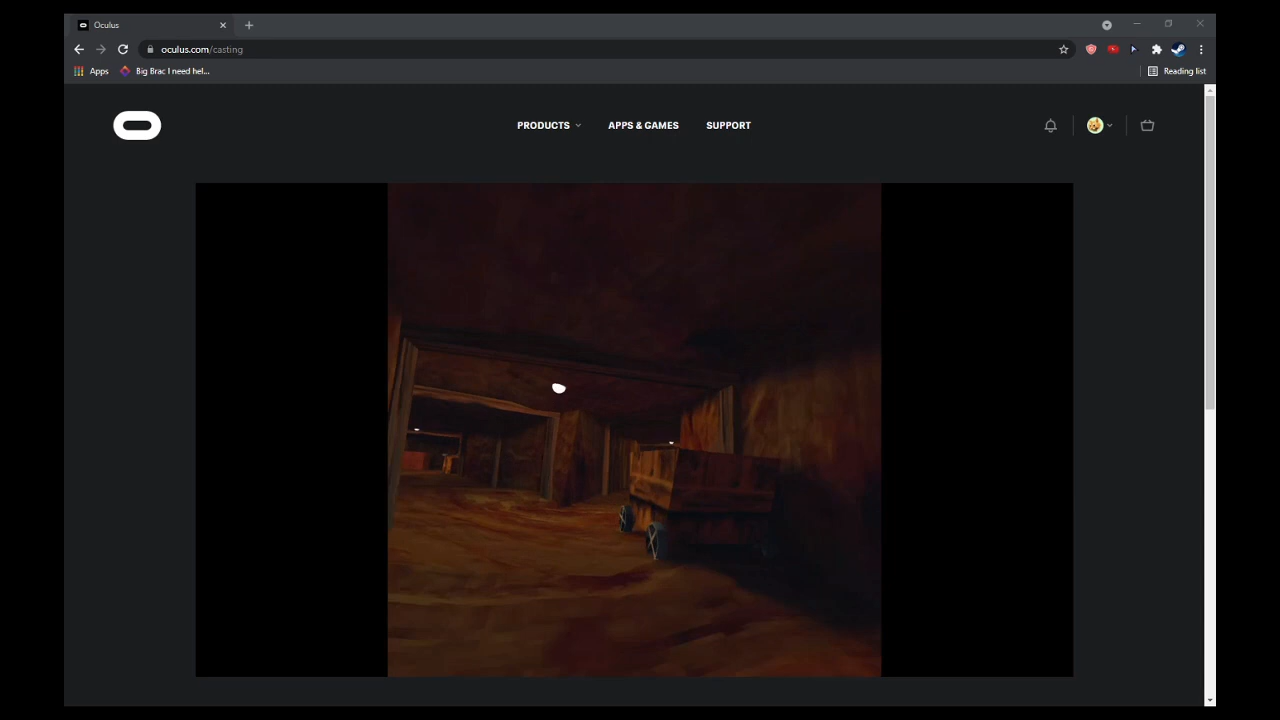 Oculus
oculus.com/casting
Apps
Big Brac I need hel...
Reading list
PRODUCTS
APPS & GAMES
SUPPORT